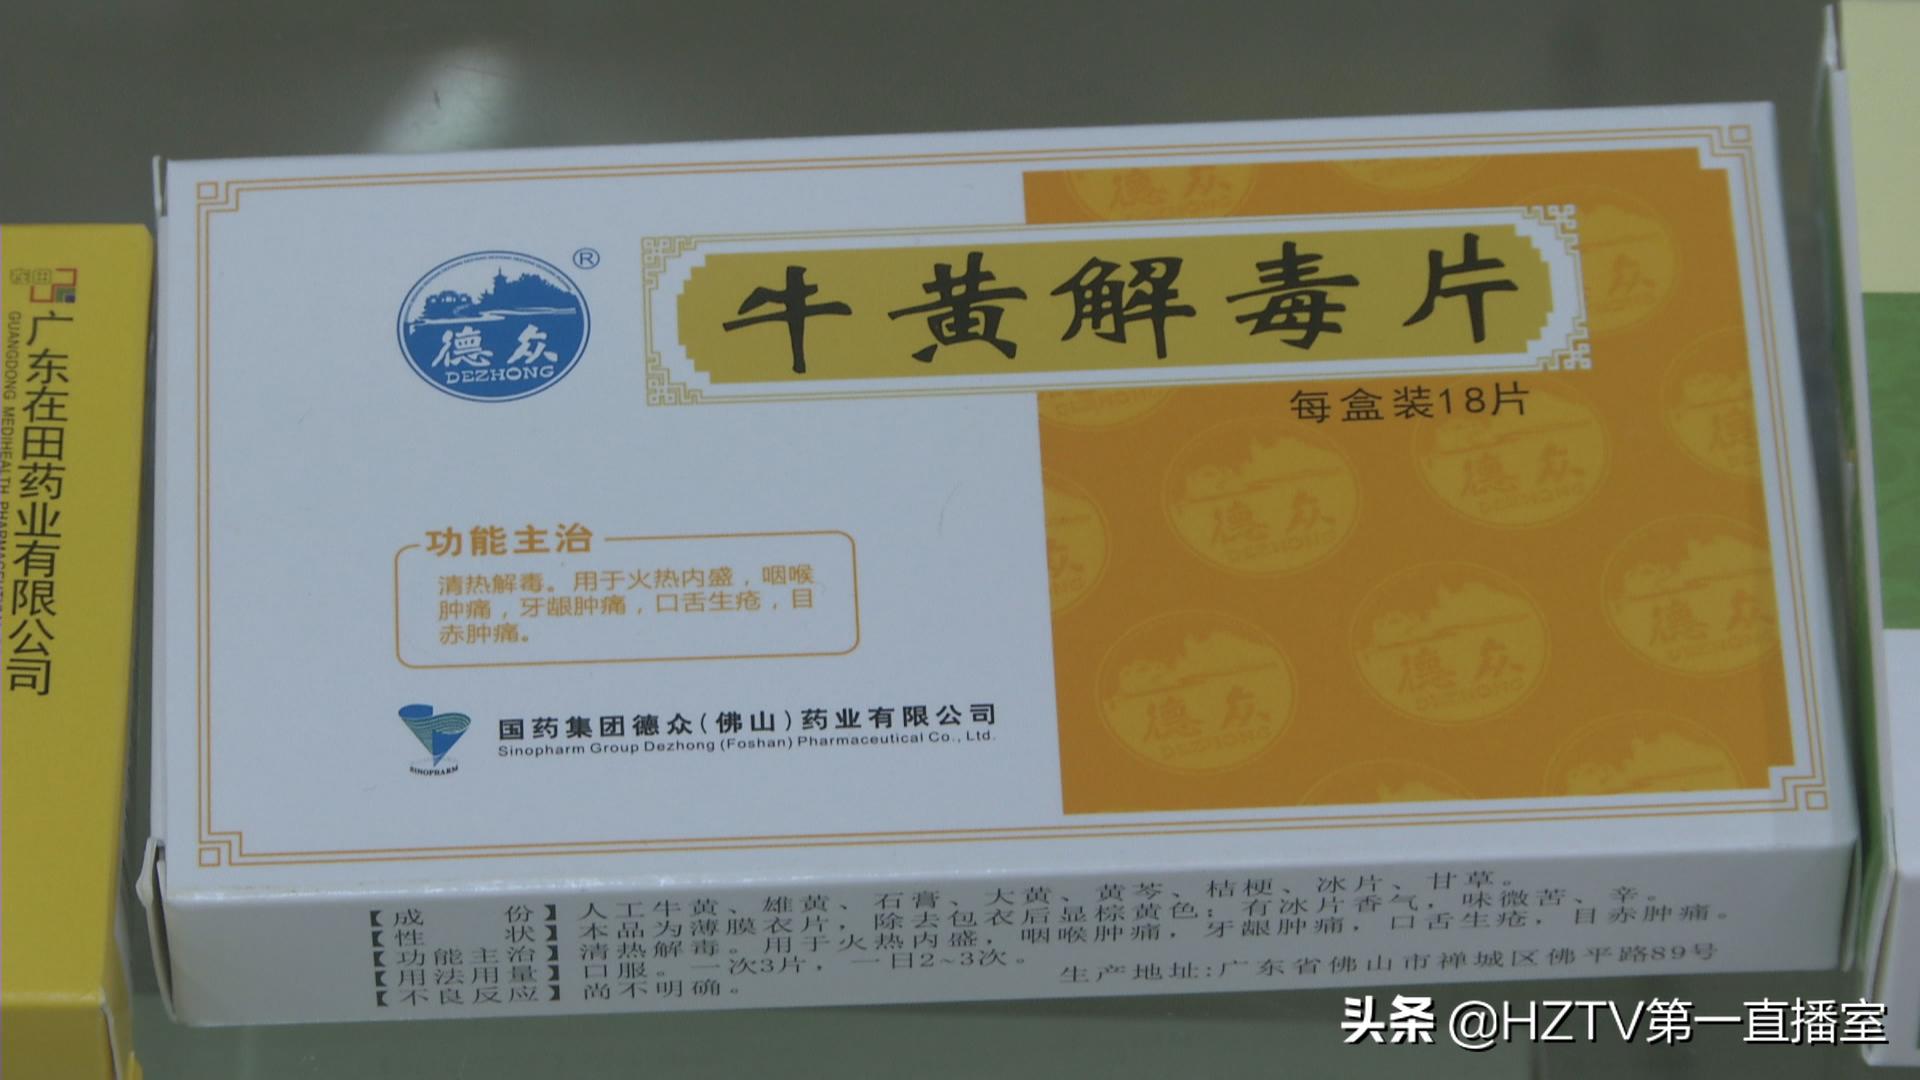 广东在田药业有限公司
德众
DEZHONG
®
牛黄解毒片
每盒装18片
功能主治
清热解毒。用于火热内盛，咽喉
肿痛，牙龈肿痛，口舌生疮，目
赤肿痛。
SINOPHARM
国药集团德众(佛山)药业有限公司
Sinopharm Group Dezhong (Foshan) Pharmaceutical Co., Ltd.
【成份】人工牛黄、雄黄、石膏、大黄、黄芩、桔梗、冰片、甘草。
【性状】本品为薄膜衣片，除去包衣后显棕黄色；有冰片香气，味微苦、辛。
【功能主治】清热解毒。用于火热内盛，咽喉肿痛，牙龈肿痛，口舌生疮，目赤肿痛。
【用法用量】口服。一次3片，一日2~3次。
【不良反应】尚不明确。
生产地址:广东省佛山市禅城区佛平路89号
头条 @HZTV第一直播室